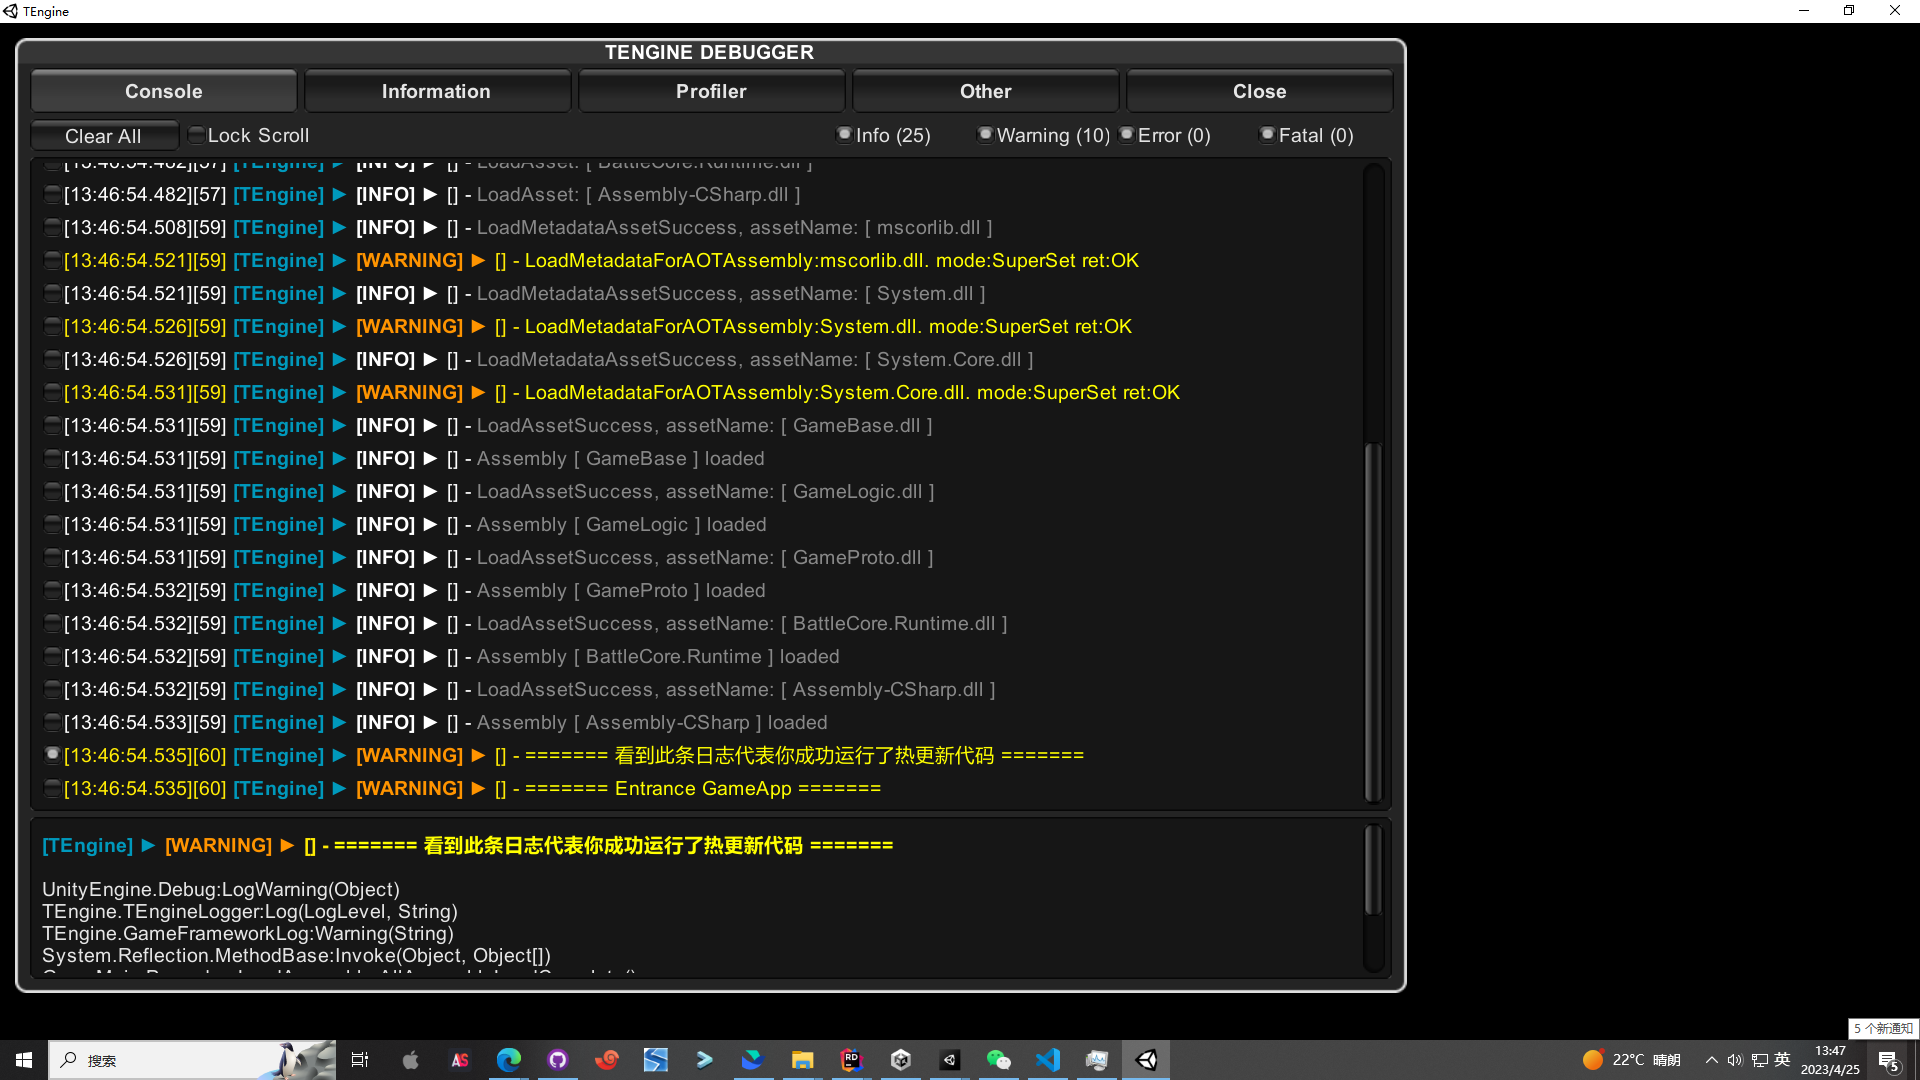 TEngine
TENGINE DEBUGGER
Console Information Profiler Other Close
Clear All Lock Scroll Info (25) Warning (10) Error (0) Fatal (0)
[13:46:54.482][57] [TEngine] ► [INFO] ► [] - LoadAsset: [ BattleCore.Runtime.dll ]
[13:46:54.482][57] [TEngine] ► [INFO] ► [] - LoadAsset: [ Assembly-CSharp.dll ]
[13:46:54.508][59] [TEngine] ► [INFO] ► [] - LoadMetadataAssetSuccess, assetName: [ mscorlib.dll ]
[13:46:54.521][59] [TEngine] ► [WARNING] ► [] - LoadMetadataForAOTAssembly:mscorlib.dll. mode:SuperSet ret:OK
[13:46:54.521][59] [TEngine] ► [INFO] ► [] - LoadMetadataAssetSuccess, assetName: [ System.dll ]
[13:46:54.526][59] [TEngine] ► [WARNING] ► [] - LoadMetadataForAOTAssembly:System.dll. mode:SuperSet ret:OK
[13:46:54.526][59] [TEngine] ► [INFO] ► [] - LoadMetadataAssetSuccess, assetName: [ System.Core.dll ]
[13:46:54.531][59] [TEngine] ► [WARNING] ► [] - LoadMetadataForAOTAssembly:System.Core.dll. mode:SuperSet ret:OK
[13:46:54.531][59] [TEngine] ► [INFO] ► [] - LoadAssetSuccess, assetName: [ GameBase.dll ]
[13:46:54.531][59] [TEngine] ► [INFO] ► [] - Assembly [ GameBase ] loaded
[13:46:54.531][59] [TEngine] ► [INFO] ► [] - LoadAssetSuccess, assetName: [ GameLogic.dll ]
[13:46:54.531][59] [TEngine] ► [INFO] ► [] - Assembly [ GameLogic ] loaded
[13:46:54.531][59] [TEngine] ► [INFO] ► [] - LoadAssetSuccess, assetName: [ GameProto.dll ]
[13:46:54.532][59] [TEngine] ► [INFO] ► [] - Assembly [ GameProto ] loaded
[13:46:54.532][59] [TEngine] ► [INFO] ► [] - LoadAssetSuccess, assetName: [ BattleCore.Runtime.dll ]
[13:46:54.532][59] [TEngine] ► [INFO] ► [] - Assembly [ BattleCore.Runtime ] loaded
[13:46:54.532][59] [TEngine] ► [INFO] ► [] - LoadAssetSuccess, assetName: [ Assembly-CSharp.dll ]
[13:46:54.533][59] [TEngine] ► [INFO] ► [] - Assembly [ Assembly-CSharp ] loaded
[13:46:54.535][60] [TEngine] ► [WARNING] ► [] - ======= 看到此条日志代表你成功运行了热更新代码 =======
[13:46:54.535][60] [TEngine] ► [WARNING] ► [] - ======= Entrance GameApp =======
[TEngine] ► [WARNING] ► [] - ======= 看到此条日志代表你成功运行了热更新代码 =======
UnityEngine.Debug:LogWarning(Object)
TEngine.TEngineLogger:Log(LogLevel, String)
TEngine.GameFrameworkLog:Warning(String)
System.Reflection.MethodBase:Invoke(Object, Object[])
5 个新通知
搜索 AS RD 22°C 晴朗 英 13:47 5
2023/4/25